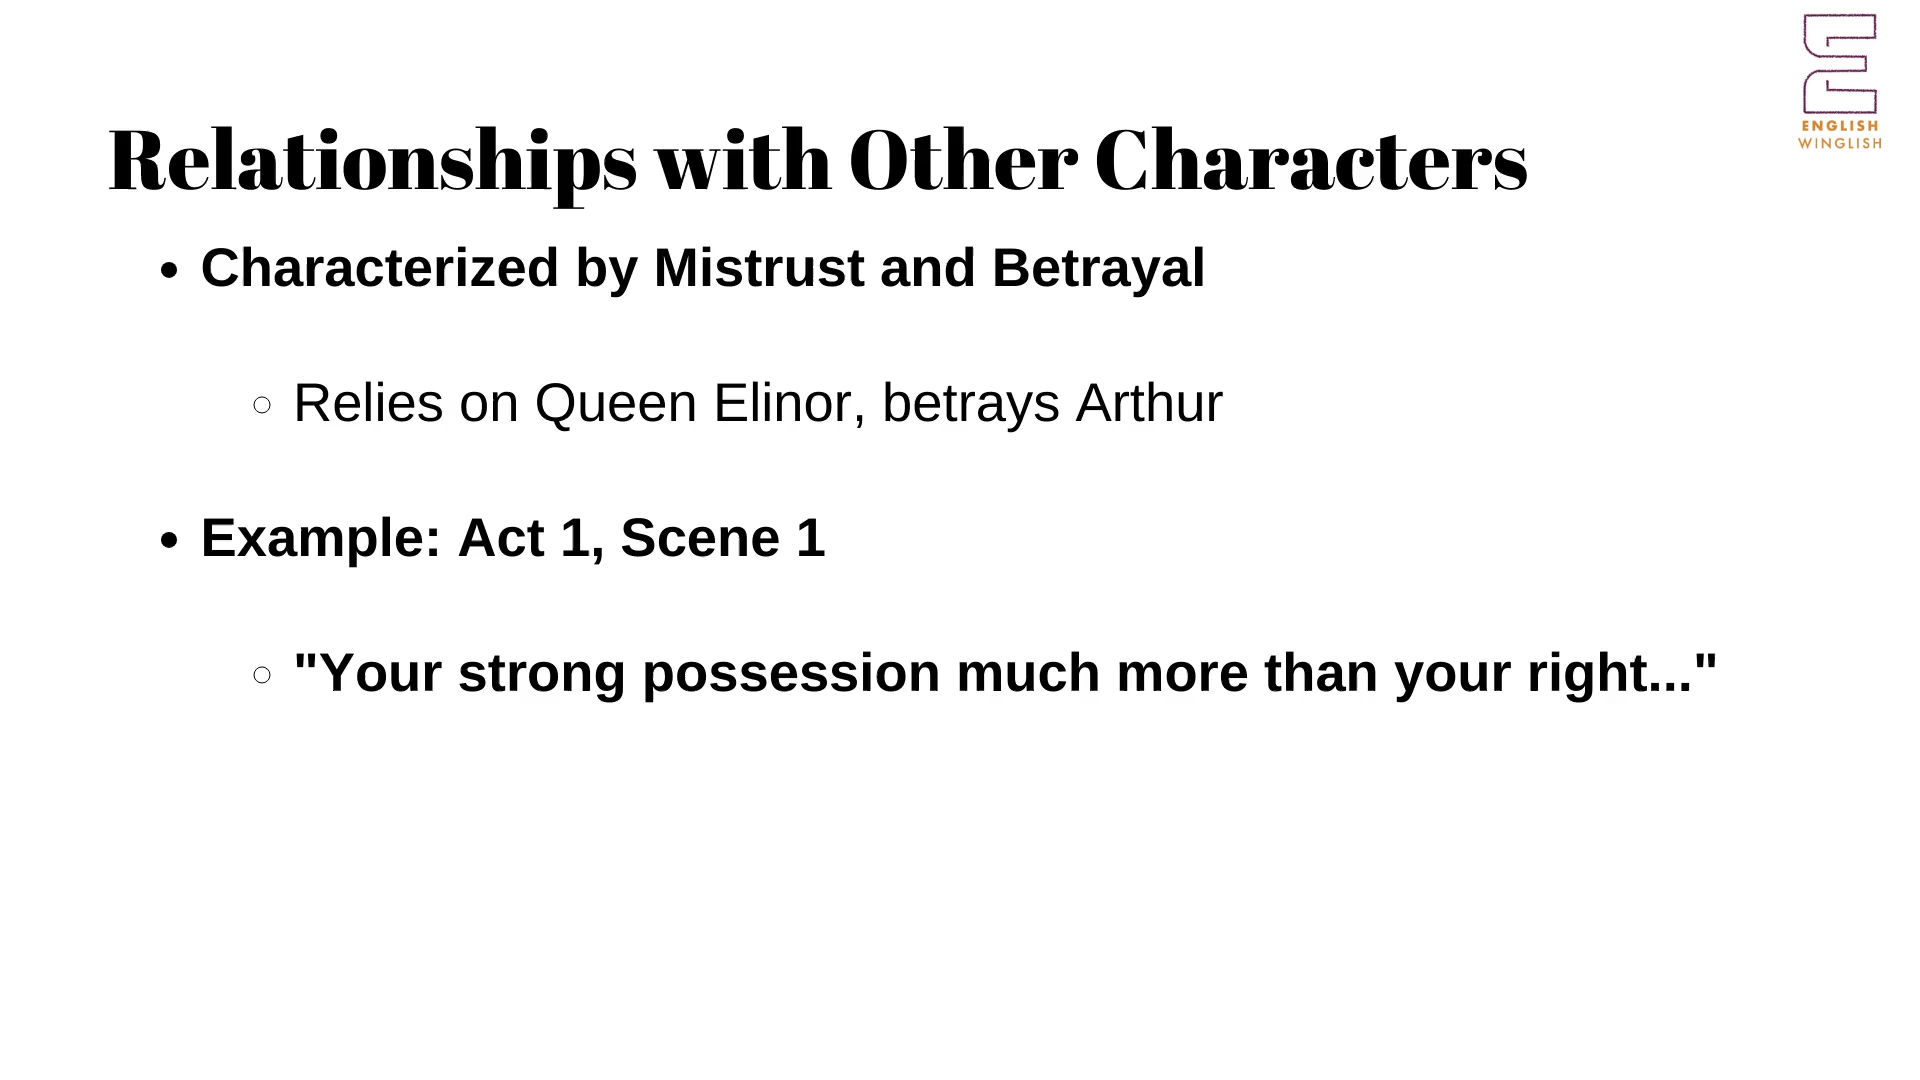 ENGLISH
WINGLISH
Relationships with Other Characters
• Characterized by Mistrust and Betrayal
○ Relies on Queen Elinor, betrays Arthur
• Example: Act 1, Scene 1
○ "Your strong possession much more than your right..."